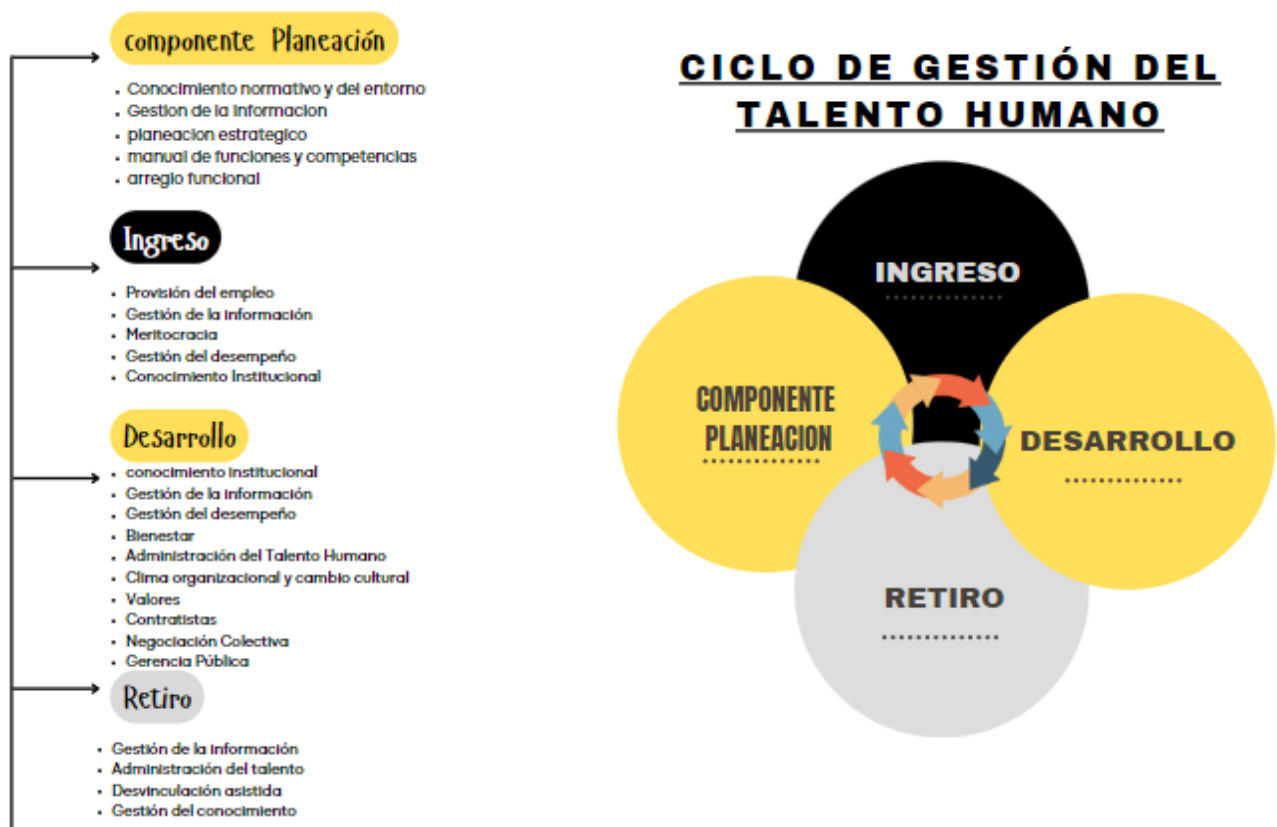 componente Planeación
Conocimiento normativo y del entorno
Gestion de la informacion
planeacion estrategico
manual de funciones y competencias
arreglo funcional
Ingreso
Provisión del empleo
Gestión de la información
Meritocracia
Gestión del desempeño
Conocimiento Institucional
Desarrollo
conocimiento institucional
Gestión de la información
Gestión del desempeño
Bienestar
Administración del Talento Humano
Clima organizacional y cambio cultural
Valores
Contratistas
Negociación Colectiva
Gerencia Pública
Retiro
Gestión de la información
Administración del talento
Desvinculación asistida
Gestión del conocimiento
CICLO DE GESTIÓN DEL
TALENTO HUMANO
INGRESO
COMPONENTE
PLANEACION
DESARROLLO
RETIRO